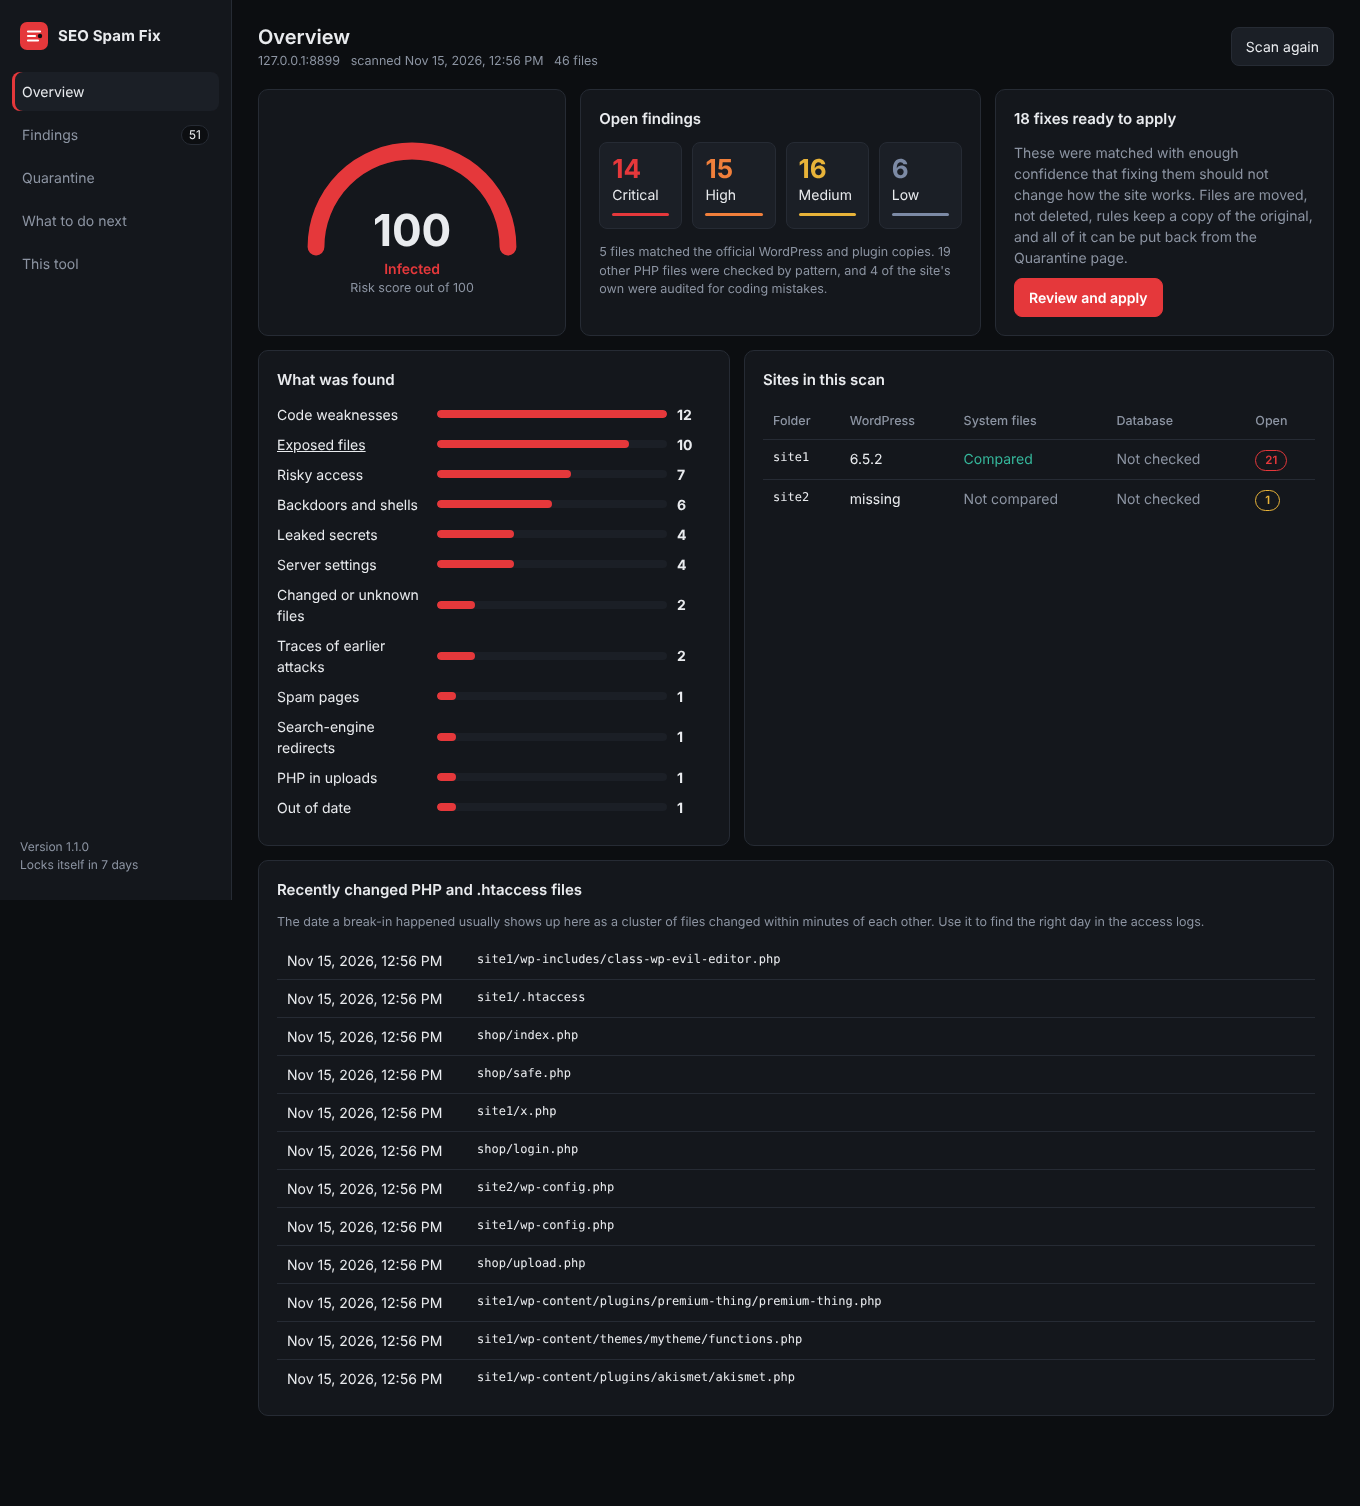 SEO Spam Fix
Overview
Findings 51
Quarantine
What to do next
This tool
Version 1.1.0
Locks itself in 7 days
Overview
127.0.0.1:8899 scanned Nov 15, 2026, 12:56 PM 46 files
Scan again
100
Infected
Risk score out of 100
Open findings
14 15 16 6
Critical High Medium Low
5 files matched the official WordPress and plugin copies. 19
other PHP files were checked by pattern, and 4 of the site's
own were audited for coding mistakes.
18 fixes ready to apply
These were matched with enough
confidence that fixing them should not
change how the site works. Files are moved,
not deleted, rules keep a copy of the original,
and all of it can be put back from the
Quarantine page.
Review and apply
What was found
Code weaknesses 12
Exposed files 10
Risky access 7
Backdoors and shells 6
Leaked secrets 4
Server settings 4
Changed or unknown
files 2
Traces of earlier
attacks 2
Spam pages 1
Search-engine
redirects 1
PHP in uploads 1
Out of date 1
Sites in this scan
Folder WordPress System files Database Open
site1 6.5.2 Compared Not checked 21
site2 missing Not compared Not checked 1
Recently changed PHP and .htaccess files
The date a break-in happened usually shows up here as a cluster of files changed within minutes of each other. Use it to find the right day in the access logs.
Nov 15, 2026, 12:56 PM site1/wp-includes/class-wp-evil-editor.php
Nov 15, 2026, 12:56 PM site1/.htaccess
Nov 15, 2026, 12:56 PM shop/index.php
Nov 15, 2026, 12:56 PM shop/safe.php
Nov 15, 2026, 12:56 PM site1/x.php
Nov 15, 2026, 12:56 PM shop/login.php
Nov 15, 2026, 12:56 PM site2/wp-config.php
Nov 15, 2026, 12:56 PM site1/wp-config.php
Nov 15, 2026, 12:56 PM shop/upload.php
Nov 15, 2026, 12:56 PM site1/wp-content/plugins/premium-thing/premium-thing.php
Nov 15, 2026, 12:56 PM site1/wp-content/themes/mytheme/functions.php
Nov 15, 2026, 12:56 PM site1/wp-content/plugins/akismet/akismet.php